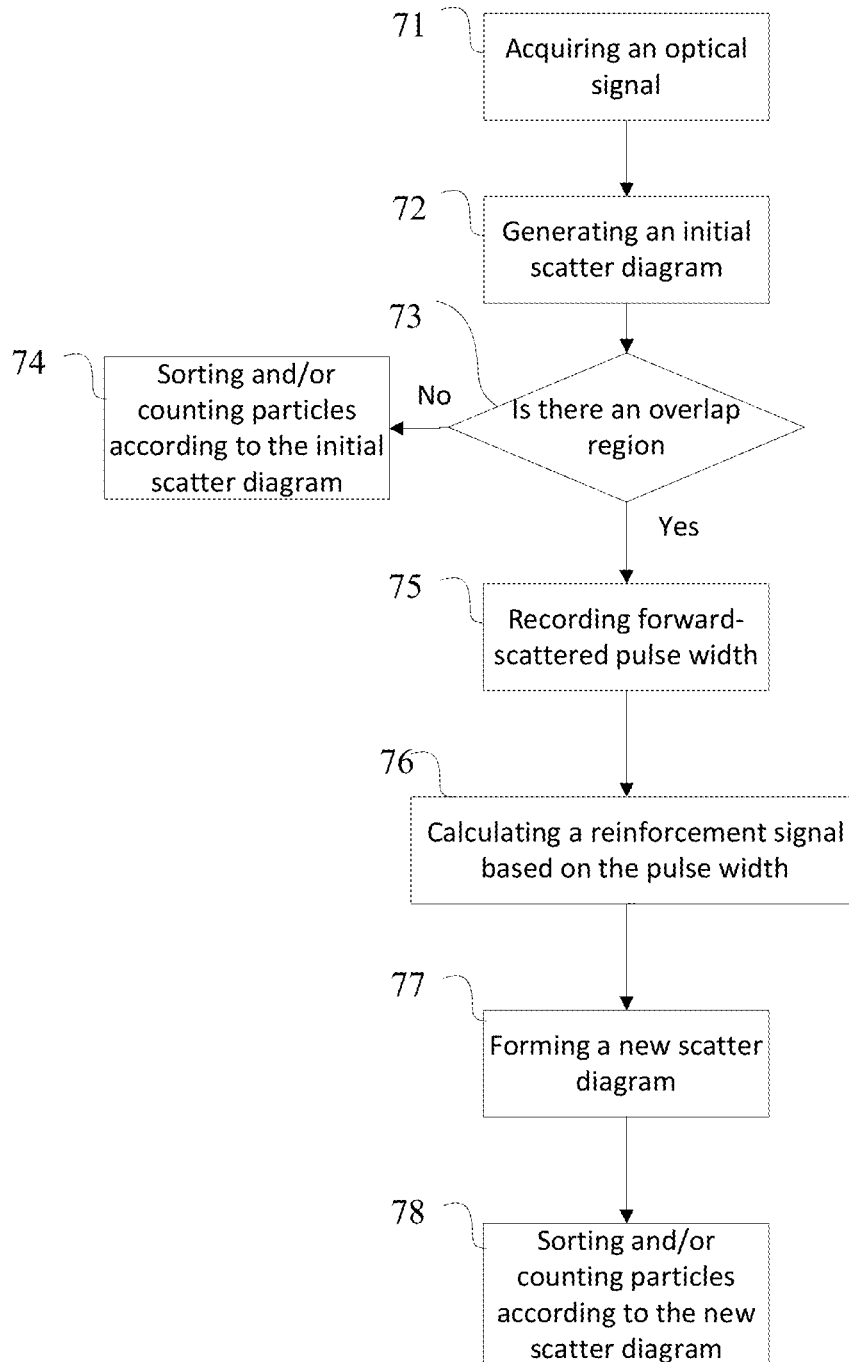 71
Acquiring an optical
signal
72
Generating an initial
scatter diagram
73
Is there an overlap
region
No
74
Sorting and/or
counting particles
according to the initial
scatter diagram
Yes
75
Recording forward-
scattered pulse width
76
Calculating a reinforcement signal
based on the pulse width
77
Forming a new scatter
diagram
78
Sorting and/or
counting particles
according to the new
scatter diagram